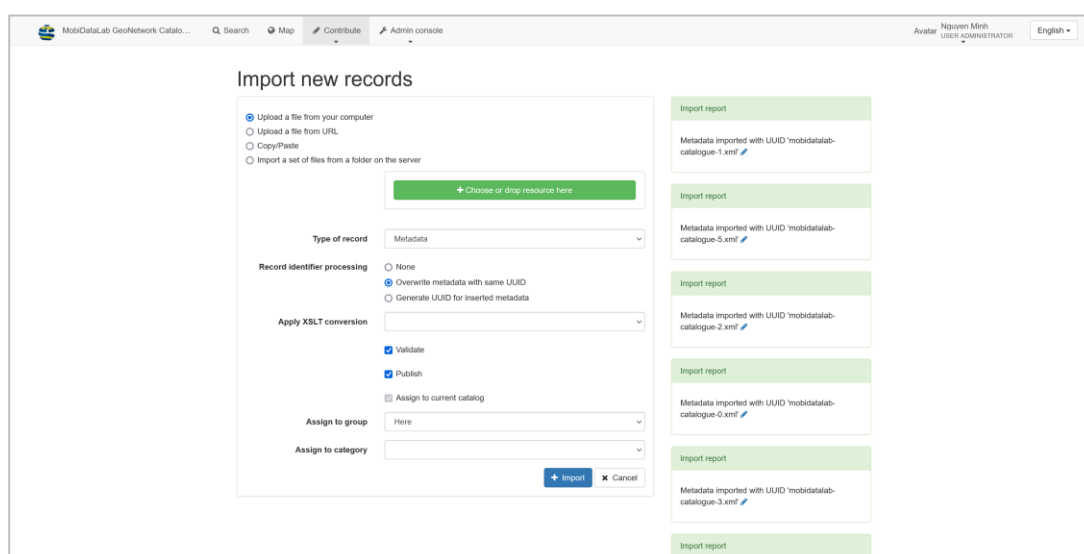 MobiDataLab GeoNetwork Catalo...
Search
Map
Contribute
Admin console
Avatar
Nguyen Minh
USER ADMINISTRATOR
English
Import new records
Upload a file from your computer
Upload a file from URL
Copy/Paste
Import a set of files from a folder on the server
+ Choose or drop resource here
Type of record
Metadata
Record identifier processing
None
Overwrite metadata with same UUID
Generate UUID for inserted metadata
Apply XSLT conversion
Validate
Publish
Assign to current catalog
Assign to group
Here
Assign to category
+ Import
✖ Cancel
Import report
Metadata imported with UUID 'mobidatalab-
catalogue-1.xml'
Import report
Metadata imported with UUID 'mobidatalab-
catalogue-5.xml'
Import report
Metadata imported with UUID 'mobidatalab-
catalogue-2.xml'
Import report
Metadata imported with UUID 'mobidatalab-
catalogue-0.xml'
Import report
Metadata imported with UUID 'mobidatalab-
catalogue-3.xml'
Import report